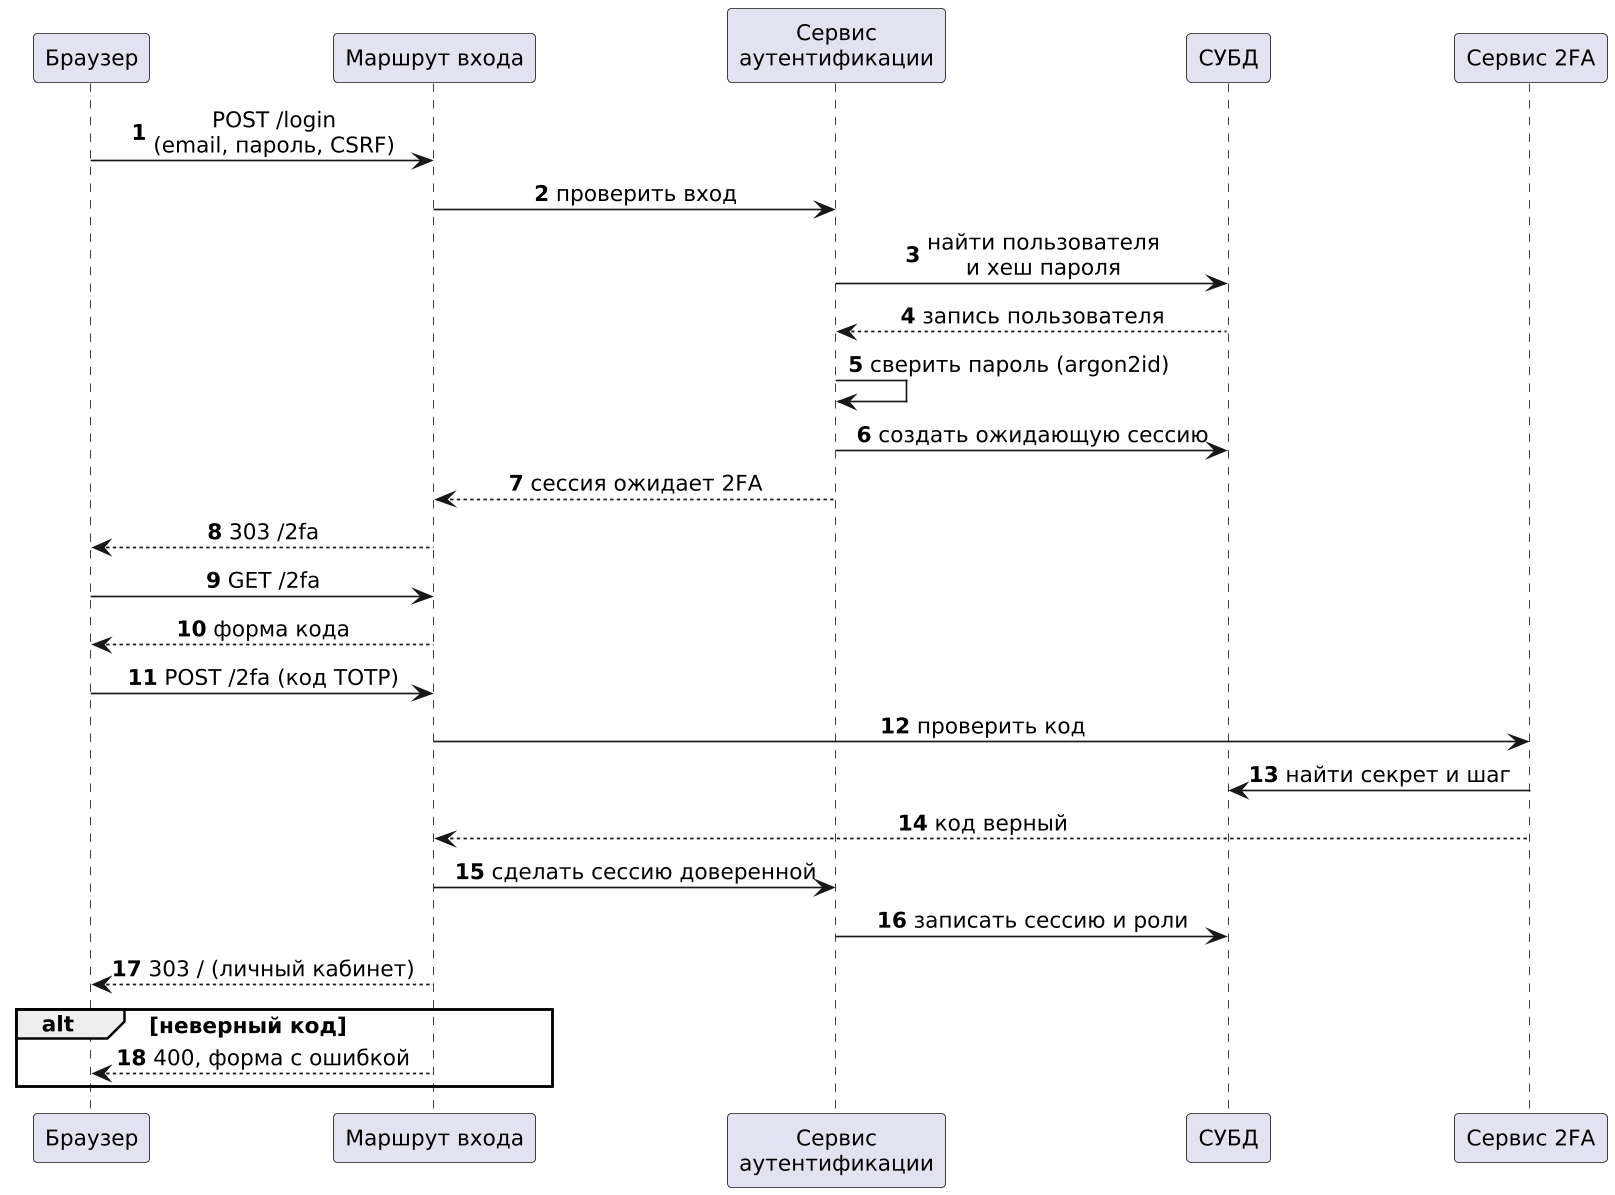 Сервис
Браузер
Маршрут входа
аутентификации
СУБД
Сервис 2FA
POST /login
1
(email, пароль, CSRF)
2 проверить вход
найти пользователя
3
и хеш пароля
4 запись пользователя
5 сверить пароль (argon2id)
6 создать ожидающую сессию
7 сессия ожидает 2FA
8 303 /2fa
9 GET /2fa
10 форма кода
11 POST /2fa (код TOTP)
12 проверить код
13 найти секрет и шаг
14 код верный
15 сделать сессию доверенной
16 записать сессию и роли
17 303 / (личный кабинет)
alt [неверный код]
18 400, форма с ошибкой
Браузер
Маршрут входа
Сервис
аутентификации
СУБД
Сервис 2FA